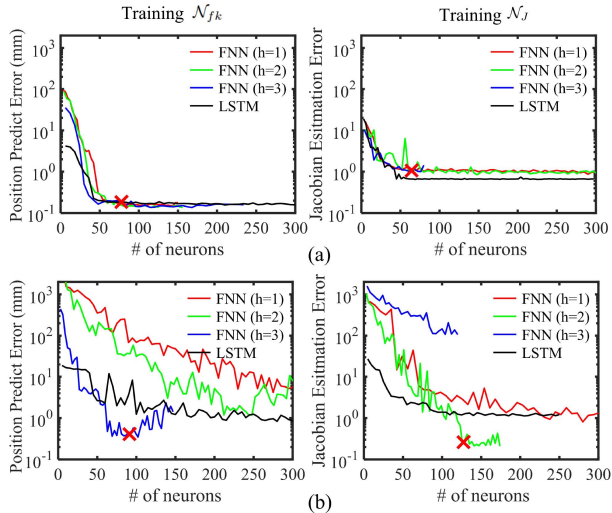 Training 𝒩fk
Training 𝒩J
(a)
Position Predict Error (mm)
10³
10²
10¹
10⁰
10⁻¹
0 50 100 150 200 250 300
# of neurons
FNN (h=1)
FNN (h=2)
FNN (h=3)
LSTM
Jacobian Esitmation Error
10³
10²
10¹
10⁰
10⁻¹
0 50 100 150 200 250 300
# of neurons
FNN (h=1)
FNN (h=2)
FNN (h=3)
LSTM
(b)
Position Predict Error (mm)
10³
10²
10¹
10⁰
10⁻¹
0 50 100 150 200 250 300
# of neurons
FNN (h=1)
FNN (h=2)
FNN (h=3)
LSTM
Jacobian Esitmation Error
10³
10²
10¹
10⁰
10⁻¹
0 50 100 150 200 250 300
# of neurons
FNN (h=1)
FNN (h=2)
FNN (h=3)
LSTM